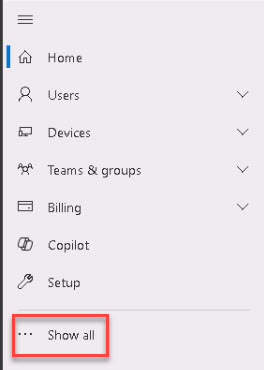 Home
Users
Devices
Teams & groups
Billing
Copilot
Setup
Show all